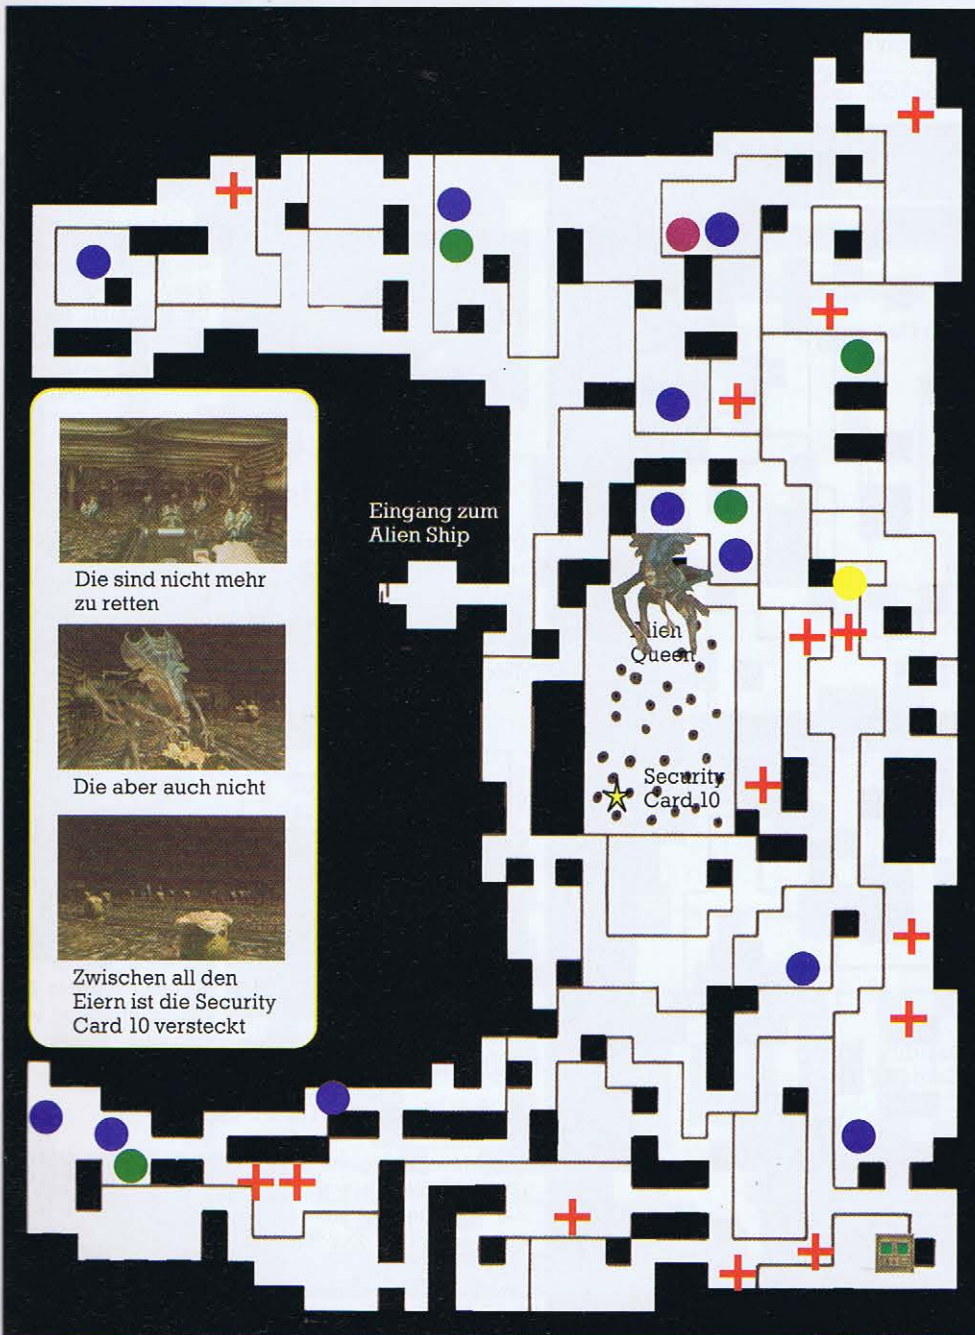 Eingang zum
Alien Ship
Die sind nicht mehr
zu retten
Alien
Queen
Die aber auch nicht
Security
Card 10
Zwischen all den
Eiern ist die Security
Card 10 versteckt